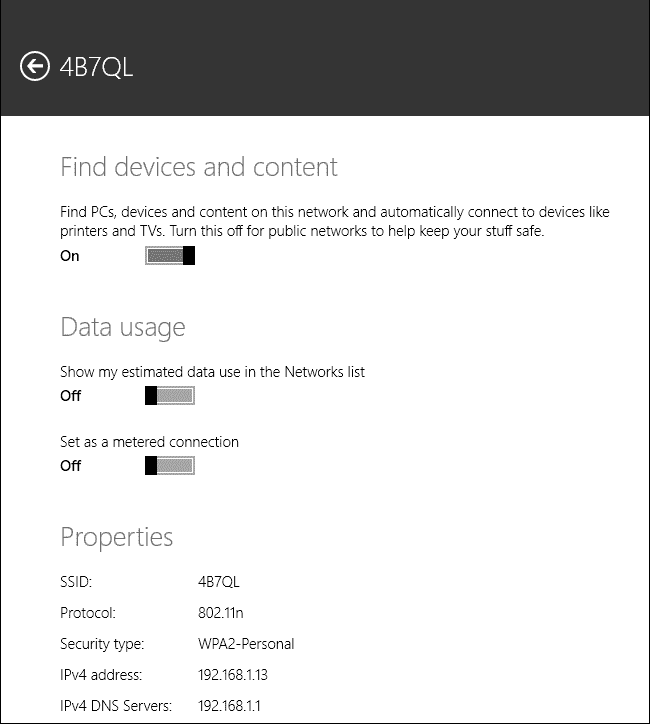 4B7QL
Find devices and content
Find PCs, devices and content on this network and automatically connect to devices like
printers and TVs. Turn this off for public networks to help keep your stuff safe.
On
Data usage
Show my estimated data use in the Networks list
Off
Set as a metered connection
Off
Properties
SSID: 4B7QL
Protocol: 802.11n
Security type: WPA2-Personal
IPv4 address: 192.168.1.13
IPv4 DNS Servers: 192.168.1.1